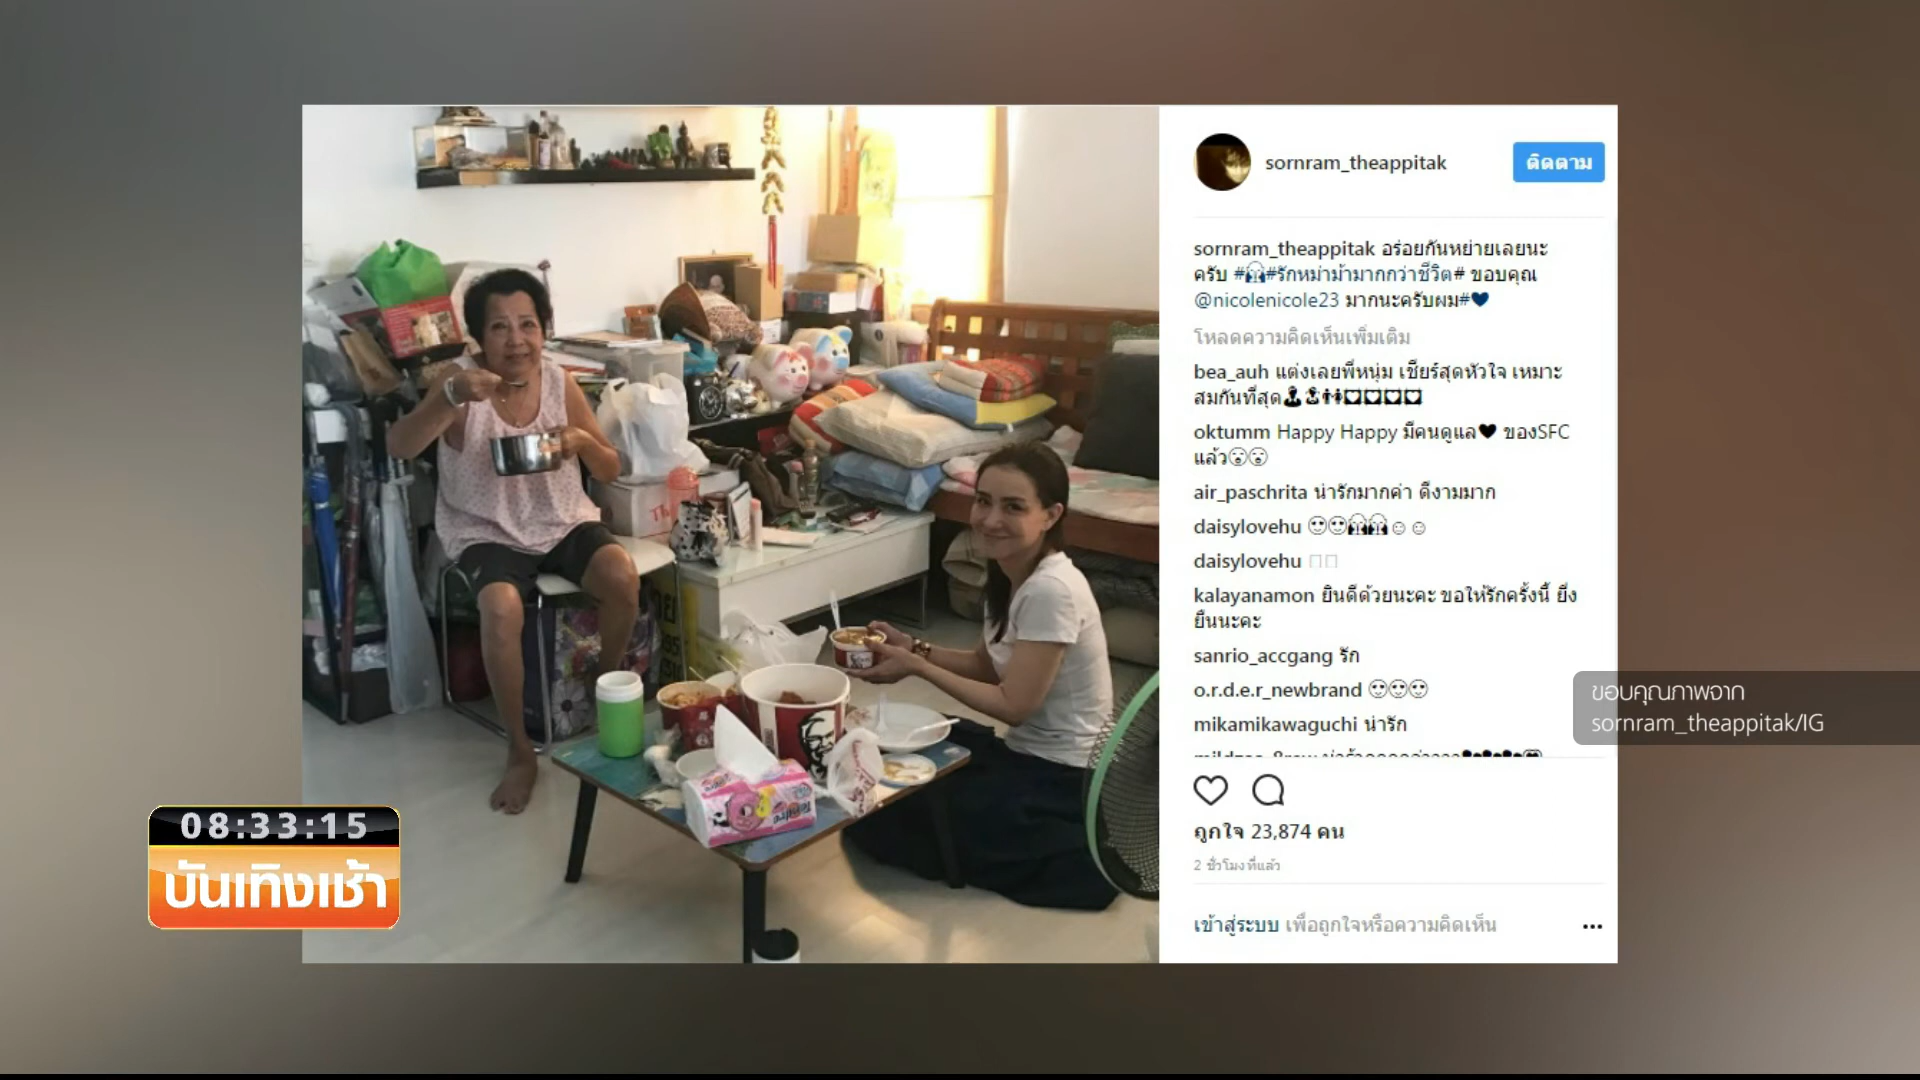 sornram_theappitak
ติดตาม
sornram_theappitak อร่อยกันหย่ายเลยนะ
ครับ ##รักหม่าม้ามากกว่าชีวิต# ขอบคุณ
@nicolenicole23 มากนะครับผม#
โหลดความคิดเห็นเพิ่มเติม
bea_auh แต่งเลยพี่หนุ่ม เชียร์สุดหัวใจ เหมาะ
สมกันที่สุด
oktumm Happy Happy มีคนดูแล♥ ของSFC
แล้ว
air_paschrita น่ารักมากค่า ดีงามมาก
daisylovehu
daisylovehu
kalayanamon ยินดีด้วยนะคะ ขอให้รักครั้งนี้ ยั่ง
ยืนนะคะ
sanrio_accgang รัก
o.r.d.e.r_newbrand
mikamikawaguchi น่ารัก
ขอบคุณภาพจาก
sornram_theappitak/IG
ถูกใจ 23,874 คน
2 ชั่วโมงที่แล้ว
เข้าสู่ระบบ เพื่อถูกใจหรือความคิดเห็น
08:33:15
บันเทิงเช้า